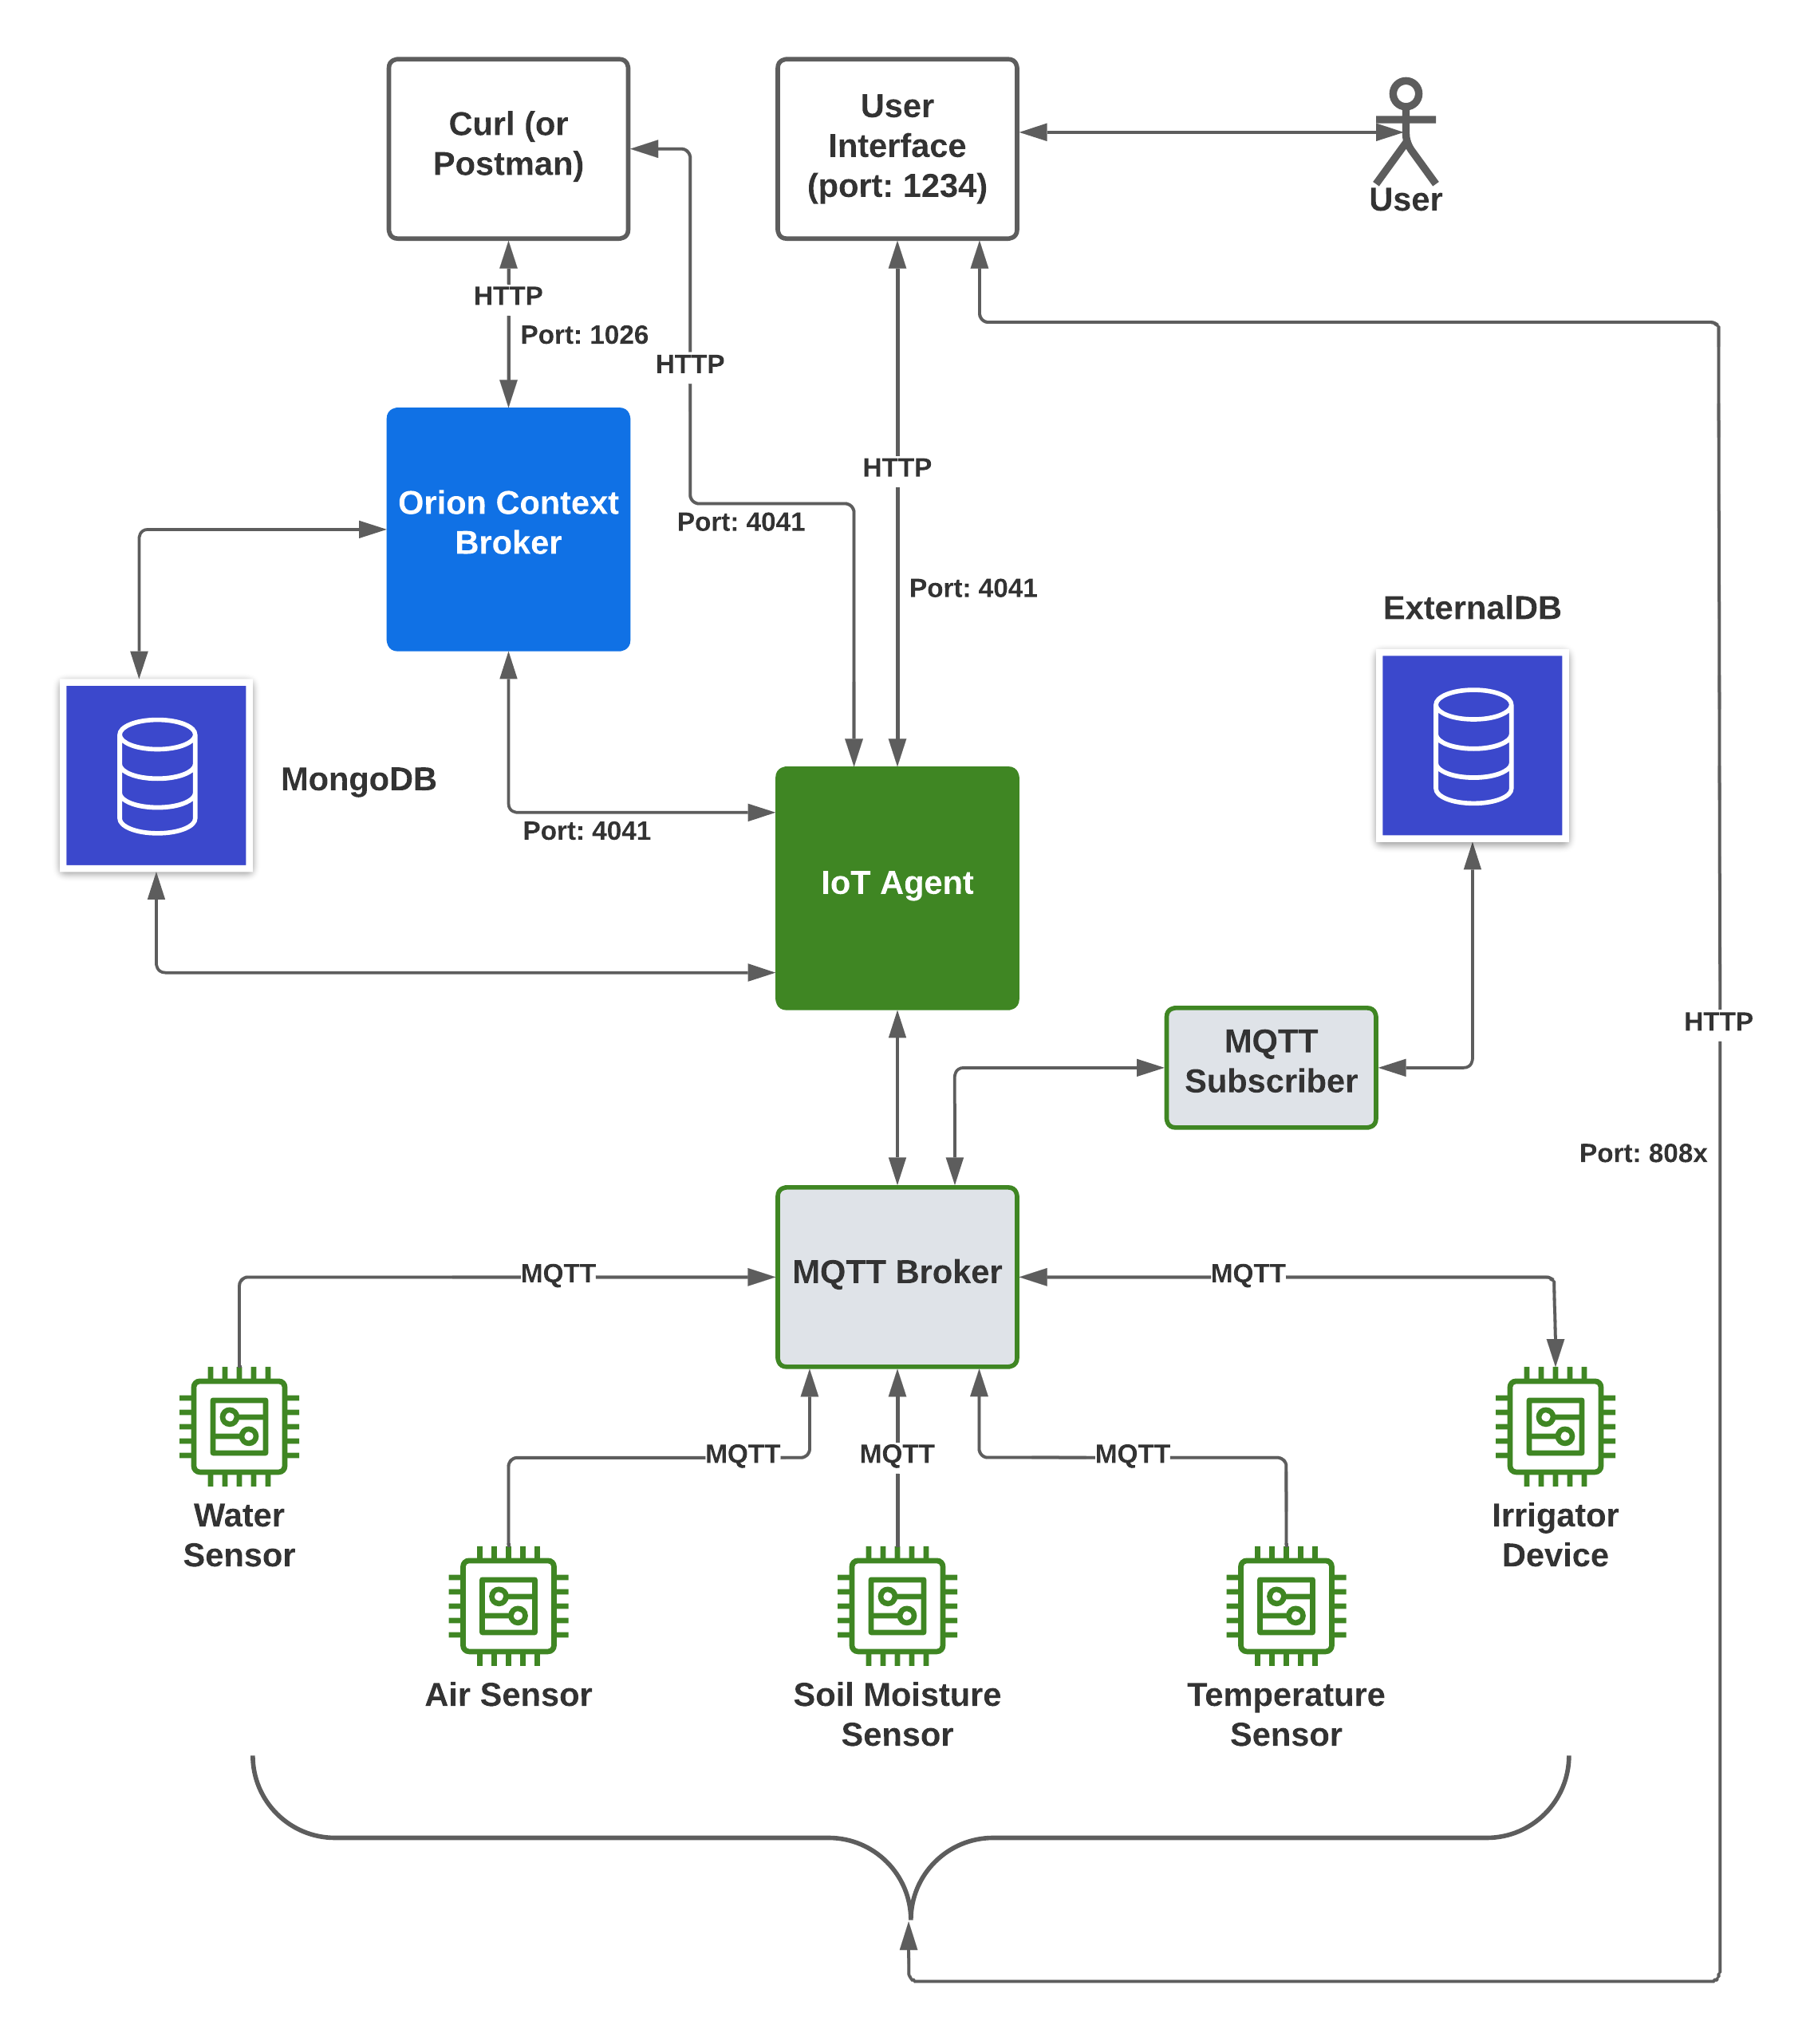 Curl (or
Postman)
User
Interface
(port: 1234)
User
HTTP
Port: 1026
HTTP
Orion Context
Broker
HTTP
Port: 4041
Port: 4041
ExternalDB
MongoDB
Port: 4041
IoT Agent
HTTP
MQTT
Subscriber
Port: 808x
MQTT
MQTT Broker
MQTT
MQTT
MQTT
MQTT
Water
Sensor
Irrigator
Device
Air Sensor
Soil Moisture
Sensor
Temperature
Sensor